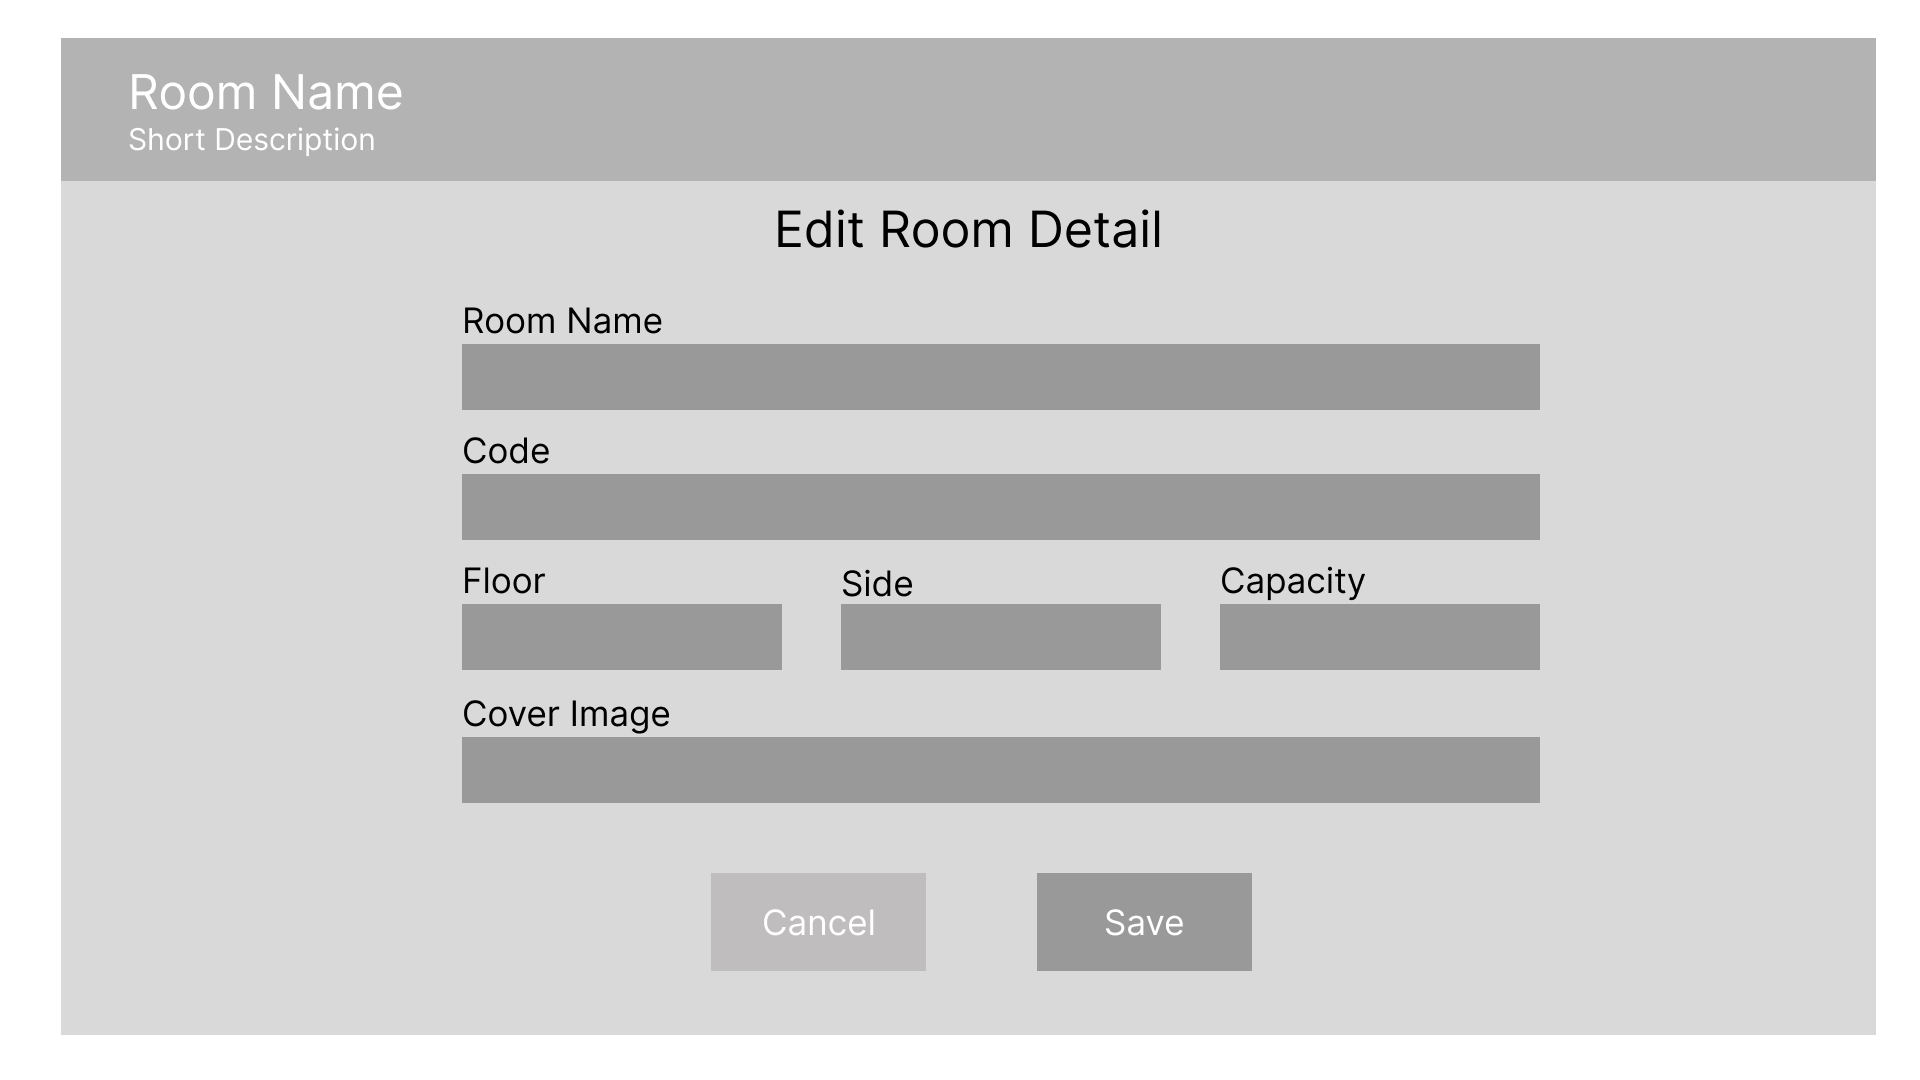 Room Name
Short Description
Edit Room Detail
Room Name
Code
Floor Side Capacity
Cover Image
Cancel Save